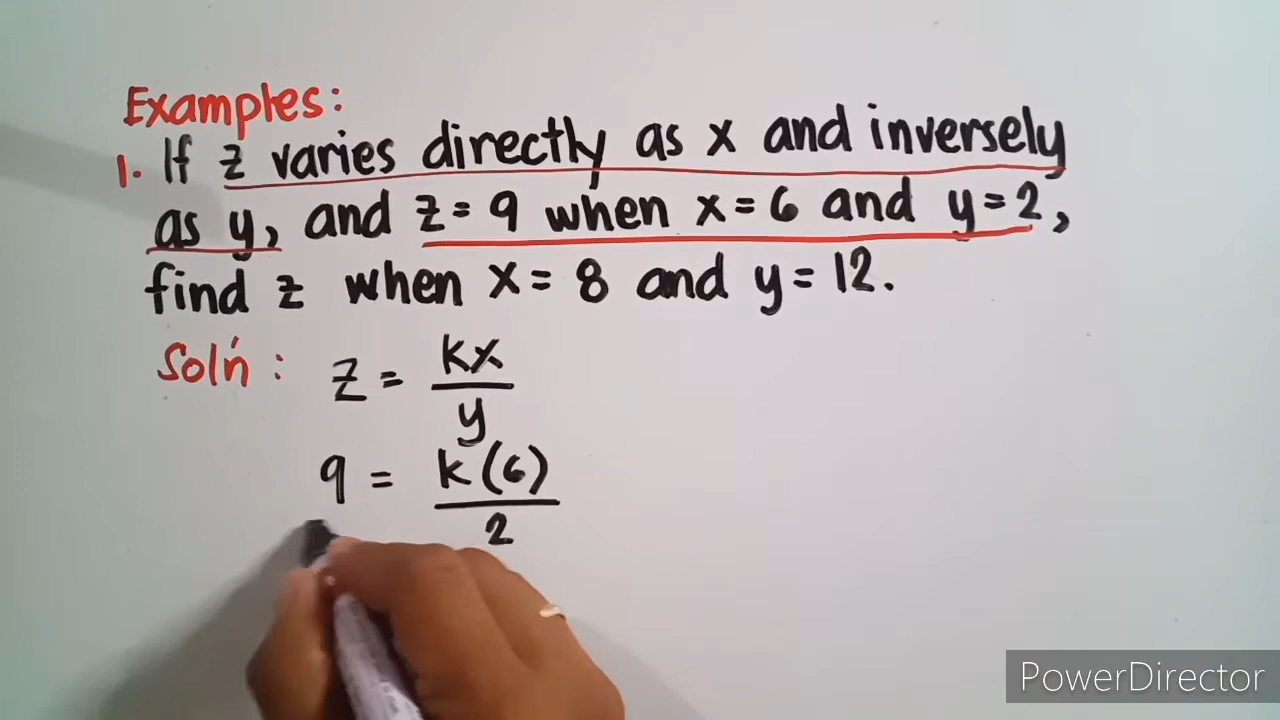 Examples:
1. If z varies directly as x and inversely
as y, and z = 9 when x = 6 and y = 2,
find z when x = 8 and y = 12.
Sol'n : z = kx
y
9 = k (6)
2
PowerDirector